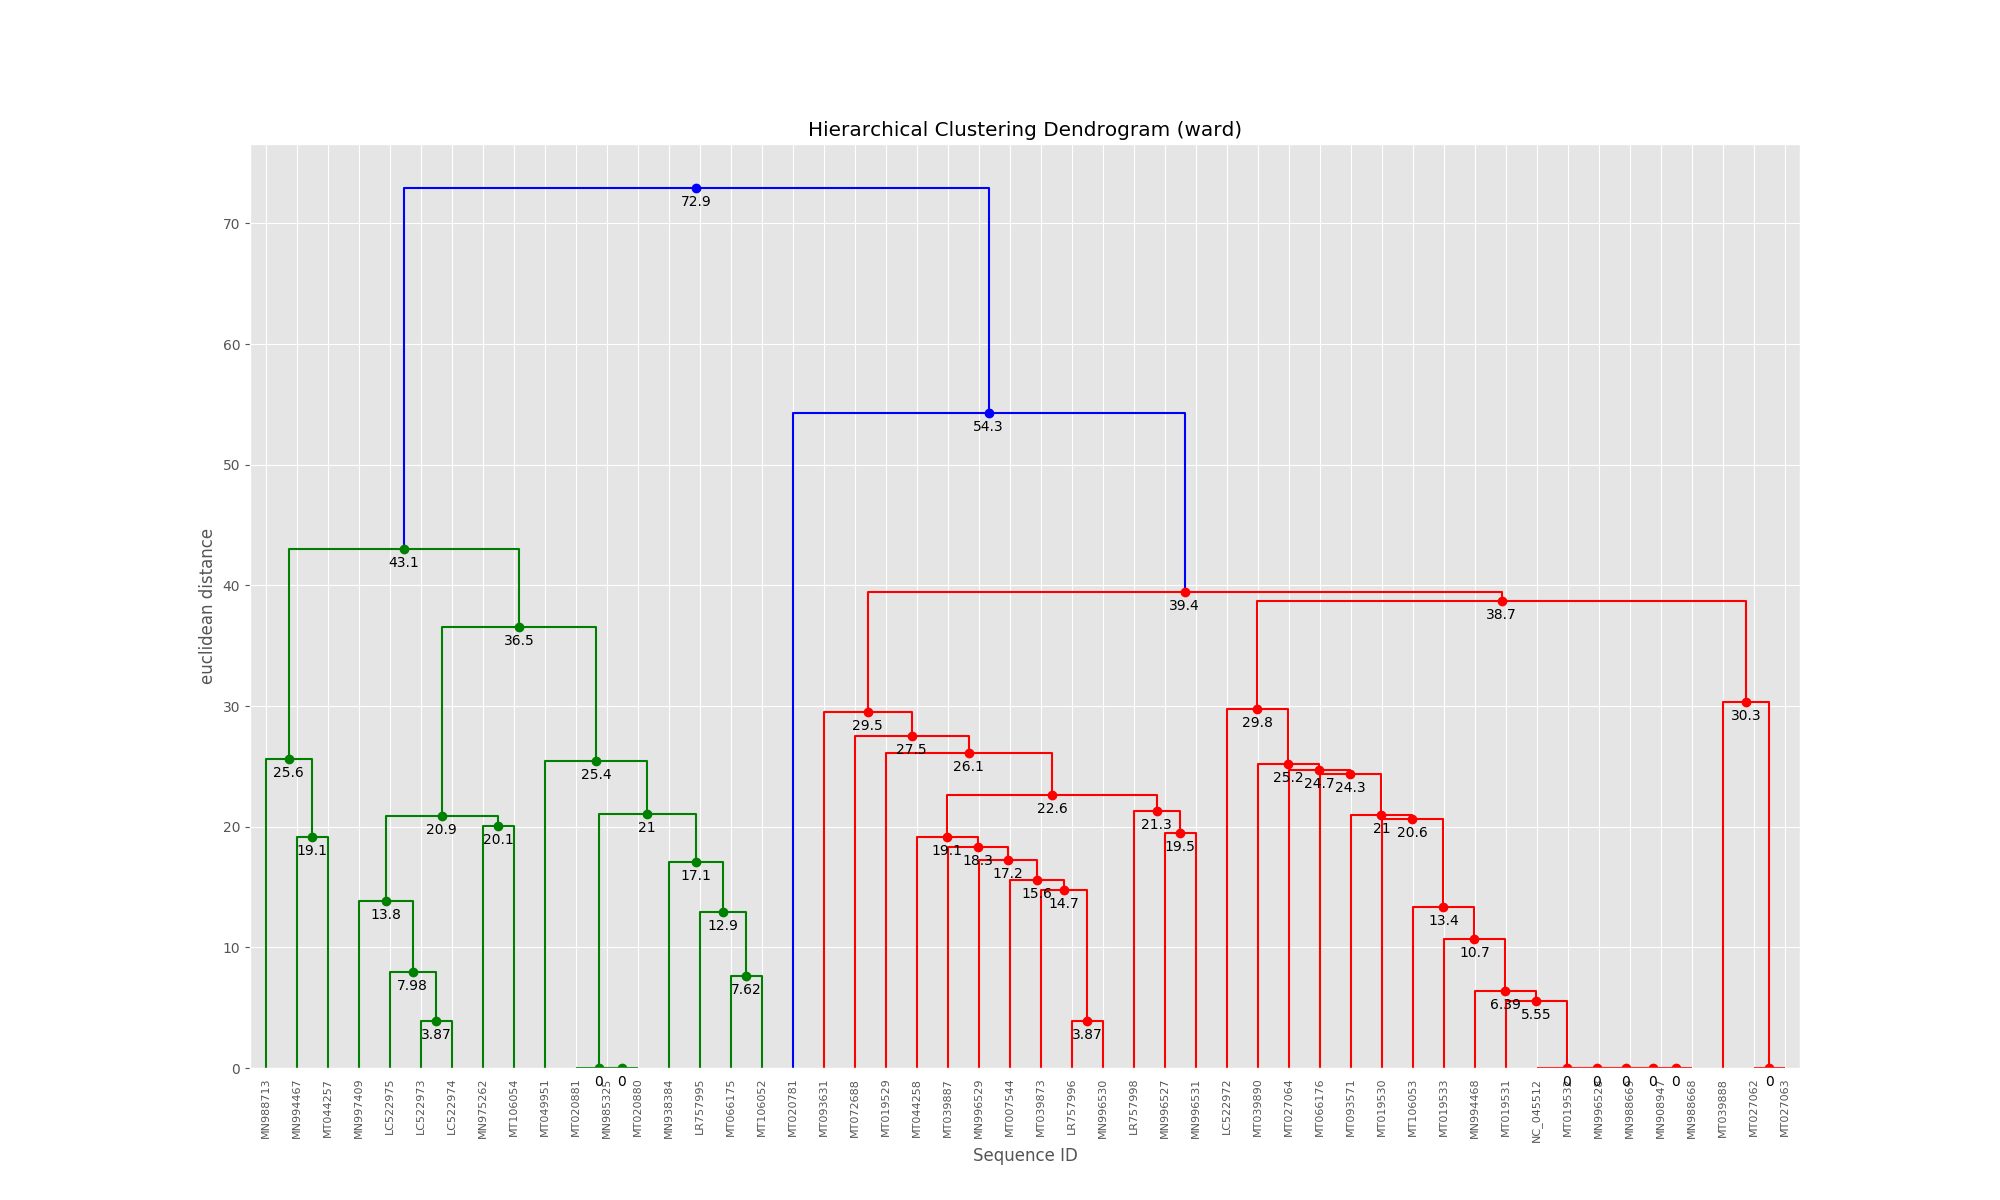 Hierarchical Clustering Dendrogram (ward)
euclidean distance
70
60
50
40
30
20
10
0
72.9
54.3
43.1
39.4
38.7
36.5
30.3
29.5
29.8
27.5
26.1
25.6
25.4
25.2
24.7
24.3
22.6
21.3
21
20.9
20.1
21
20.6
19.1
19.1
19.5
18.3
17.2
17.1
15.6
14.7
13.8
13.4
12.9
10.7
7.98
7.62
6.39
5.55
3.87
3.87
0
0
0
0
0
0
0
0
MN988713
MN994467
MT044257
MN997409
LC522975
LC522973
LC522974
MN975262
MT106054
MT049951
MT020881
MN985325
MT020880
MN938384
LR757995
MT066175
MT106052
MT020781
MT093631
MT072688
MT019529
MT044258
MT039887
MN996529
MT007544
MT039873
LR757996
MN996530
LR757998
MN996527
MN996531
LC522972
MT039890
MT027064
MT066176
MT093571
MT019530
MT106053
MT019533
MN994468
MT019531
NC_045512
MT019532
MN996528
MN988669
MN908947
MN988668
MT039888
MT027062
MT027063
Sequence ID